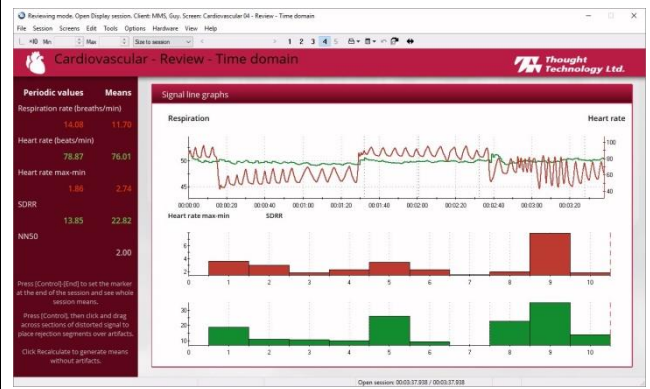 Reviewing mode. Open Display session. Client: MMS, Guy. Screen: Cardiovascular 04 - Review - Time domain
File Session Screens Edit Tools Options Hardware View Help
<10 Min Max Size to session 1 2 3 4 5
Cardiovascular - Review - Time domain
Thought
Technology Ltd.
Periodic values Means
Respiration rate (breaths/min)
14.08 11.70
Heart rate (beats/min)
78.87 76.01
Heart rate max-min
1.86 2.74
SDRR
13.85 22.82
NN50
2.00
Press [Control]-[End] to set the marker
at the end of the session and see whole
session means.
Press [Control], then click and drag
across sections of distorted signal to
place rejection segments over artifacts.
Click Recalculate to generate means
without artifacts.
Signal line graphs
Respiration Heart rate
100
50 80
60
45 40
00:00:00 00:00:20 00:00:40 00:01:00 00:01:20 00:01:40 00:02:00 00:02:20 00:02:40 00:03:00 00:03:20
Heart rate max-min SDRR
6
4
2
0 1 2 3 4 5 6 7 8 9 10
30
20
10
0 1 2 3 4 5 6 7 8 9 10
Open session: 00:03:37.938 / 00:03:37.938